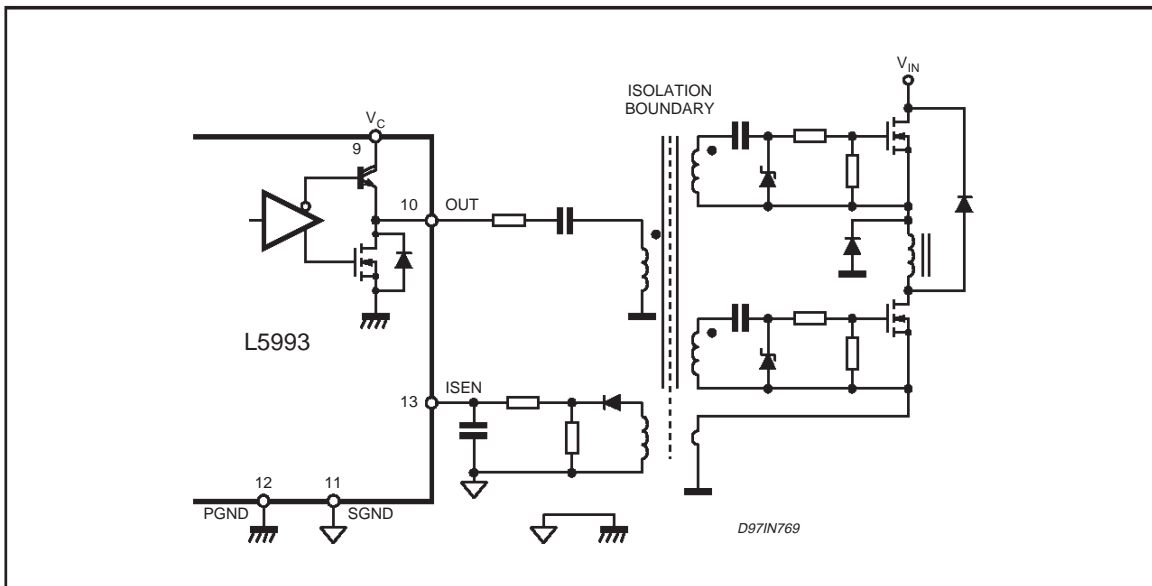 V_IN
ISOLATION
BOUNDARY
V_C
9
10
OUT
L5993
13
ISEN
12
11
PGND
SGND
D97IN769